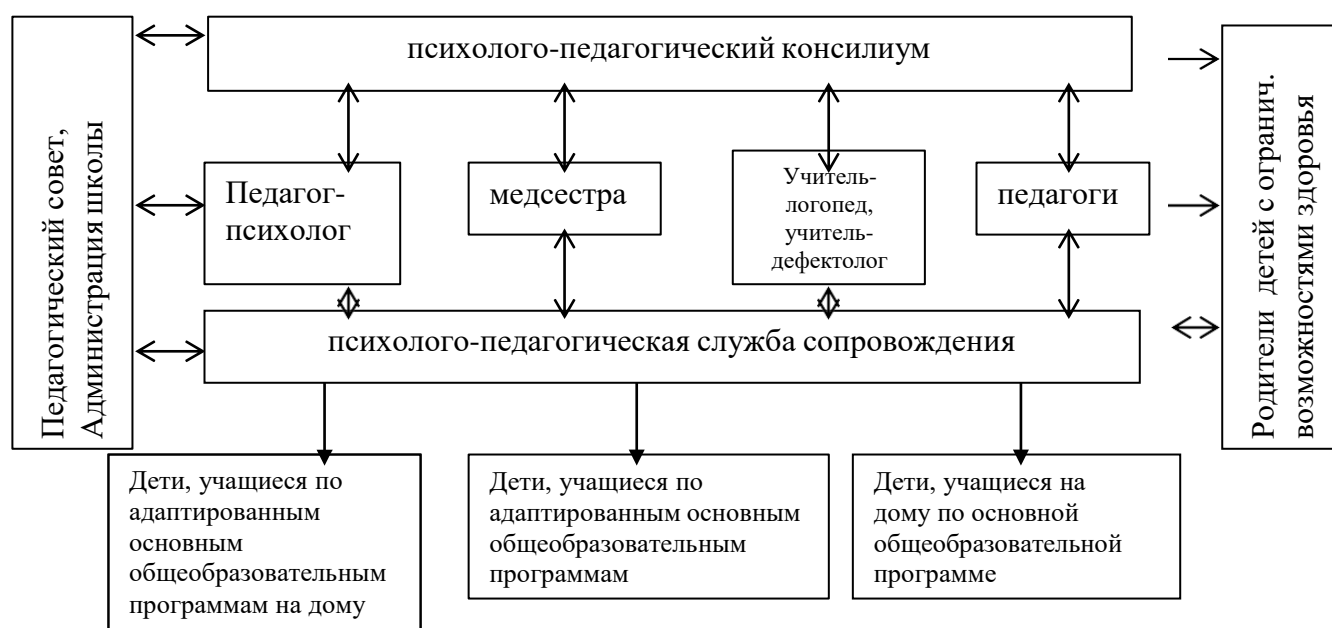 Педагогический совет,
Администрация школы
психолого-педагогический консилиум
Педагог-
психолог
медсестра
Учитель-
логопед,
учитель-
дефектолог
педагоги
психолого-педагогическая служба сопровождения
Родители детей с огранич.
возможностями здоровья
Дети, учащиеся по
адаптированным
основным
общеобразовательным
программам на дому
Дети, учащиеся по
адаптированным основным
общеобразовательным
программам
Дети, учащиеся на
дому по основной
общеобразовательной
программе